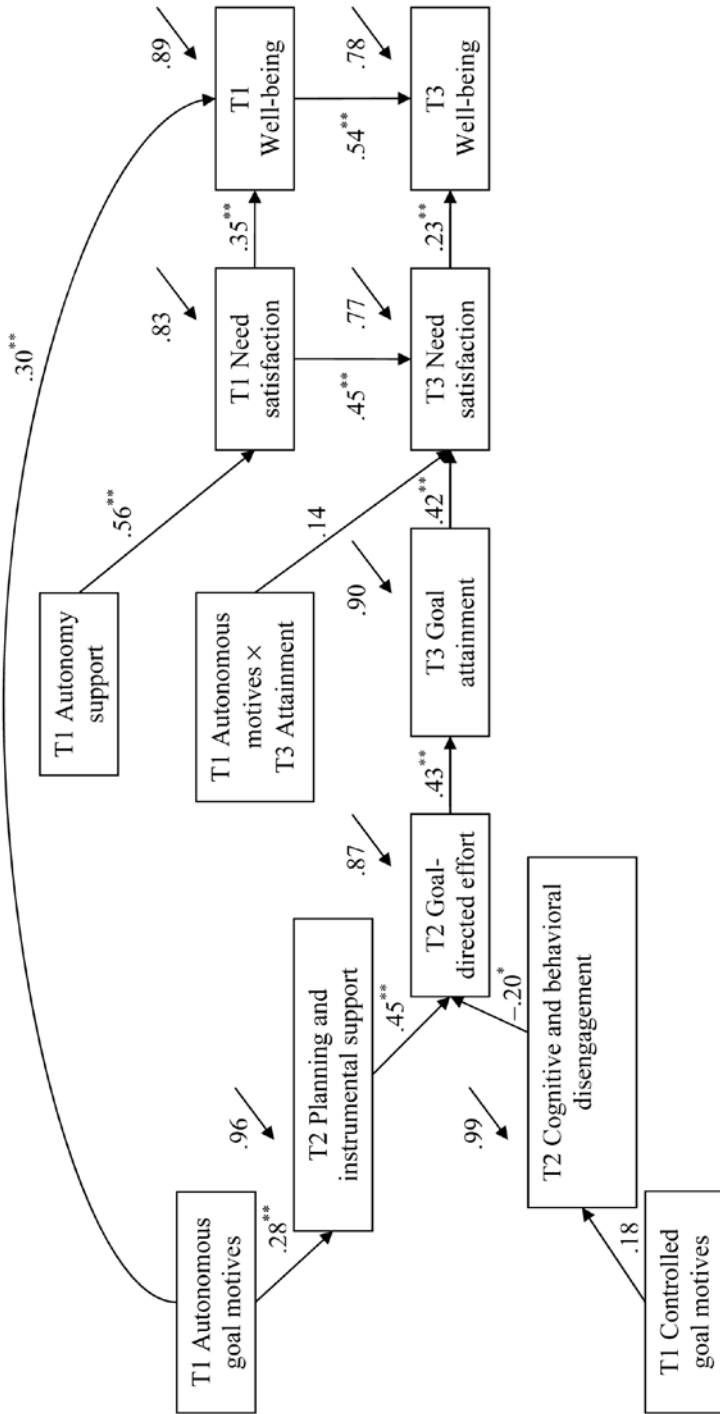 .30**
T1 Autonomous
goal motives
.28**
.96
T2 Planning and
instrumental support
.45**
T1 Autonomy
support
.56**
T1 Autonomous
motives ×
T3 Attainment
.14
.83
T1 Need
satisfaction
.35**
.89
T1
Well-being
.45**
.54**
.87
T2 Goal-
directed effort
.43**
.90
T3 Goal
attainment
.42**
.77
T3 Need
satisfaction
.23**
.78
T3
Well-being
–.20*
.99
T2 Cognitive and behavioral
disengagement
.18
T1 Controlled
goal motives